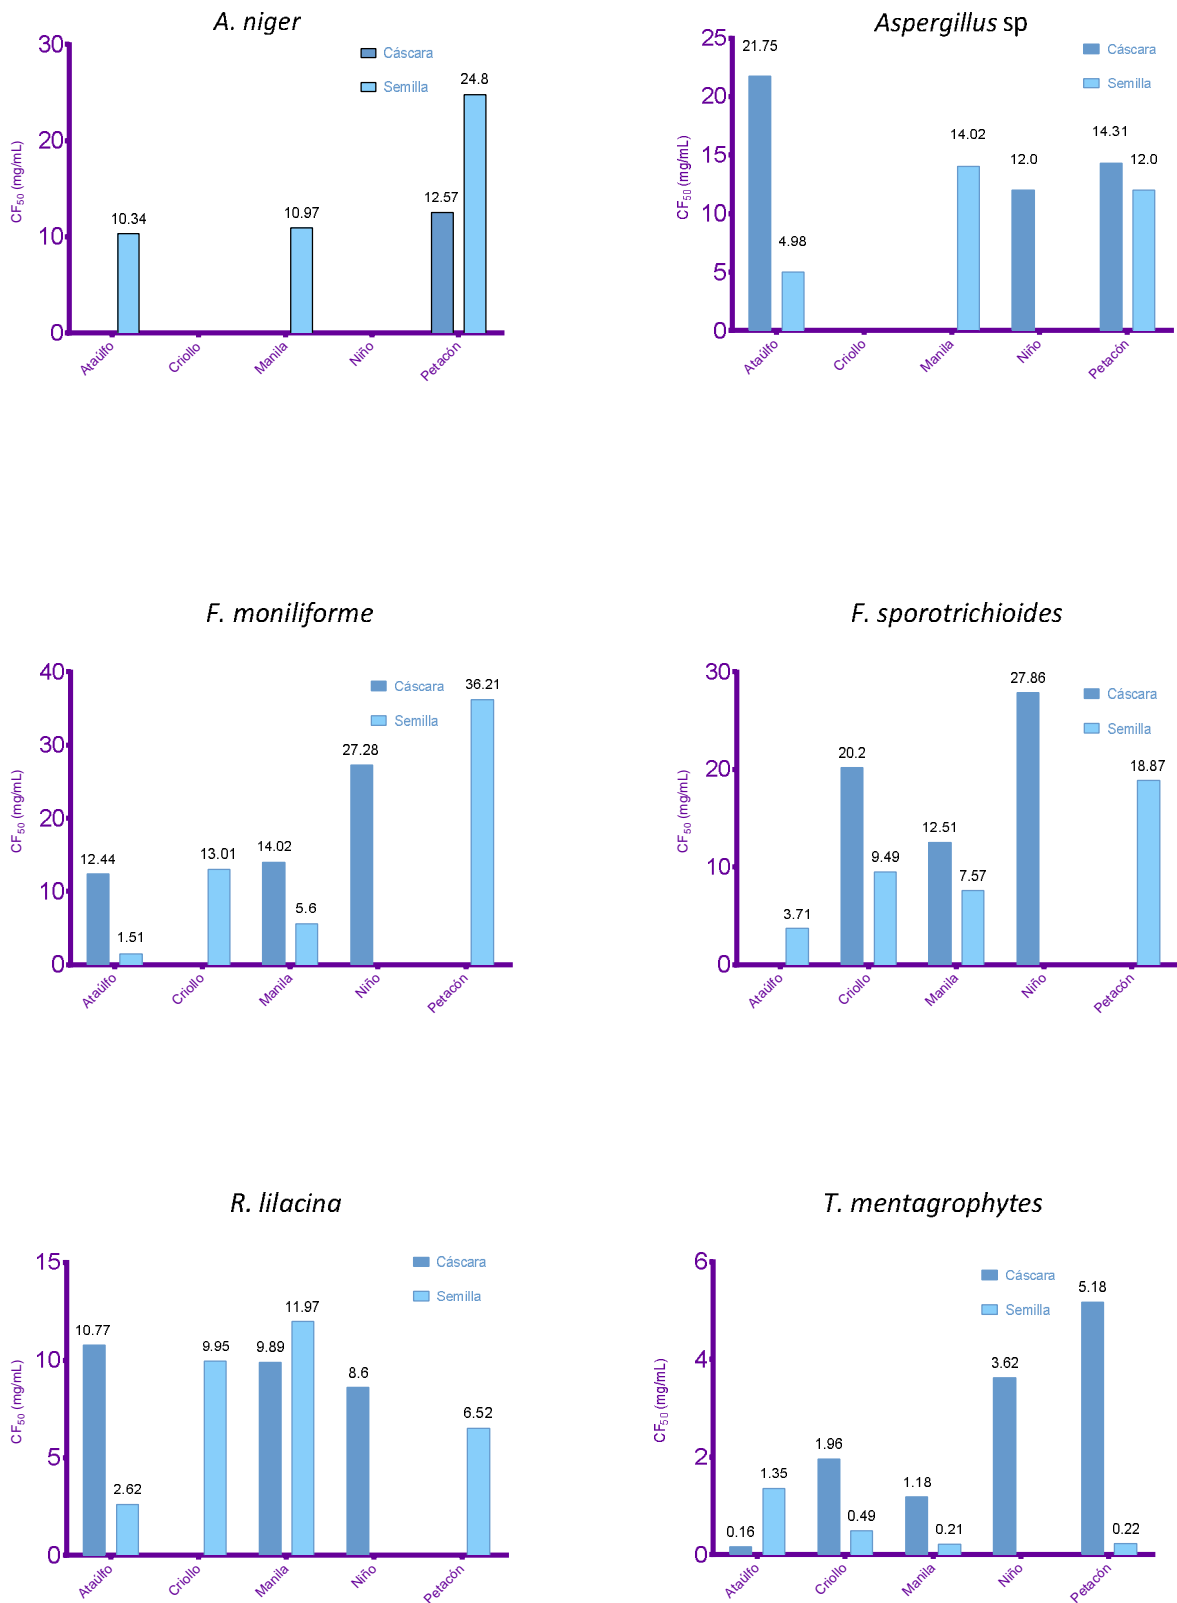 A. niger
30
20
10
0
CF50 (mg/mL)
Cáscara
Semilla
10.34
10.97
12.57
24.8
Ataúlfo
Criollo
Manila
Niño
Petacón
Aspergillus sp
25
20
15
10
5
0
CF50 (mg/mL)
Cáscara
Semilla
21.75
4.98
14.02
12.0
14.31
12.0
Ataúlfo
Criollo
Manila
Niño
Petacón
F. moniliforme
40
30
20
10
0
CF50 (mg/mL)
Cáscara
Semilla
12.44
1.51
13.01
14.02
5.6
27.28
36.21
Ataúlfo
Criollo
Manila
Niño
Petacón
F. sporotrichioides
30
20
10
0
CF50 (mg/mL)
Cáscara
Semilla
3.71
20.2
9.49
12.51
7.57
27.86
18.87
Ataúlfo
Criollo
Manila
Niño
Petacón
R. lilacina
15
10
5
0
CF50 (mg/mL)
Cáscara
Semilla
10.77
2.62
9.95
9.89
11.97
8.6
6.52
Ataúlfo
Criollo
Manila
Niño
Petacón
T. mentagrophytes
6
4
2
0
CF50 (mg/mL)
Cáscara
Semilla
0.16
1.35
1.96
0.49
1.18
0.21
3.62
5.18
0.22
Ataúlfo
Criollo
Manila
Niño
Petacón